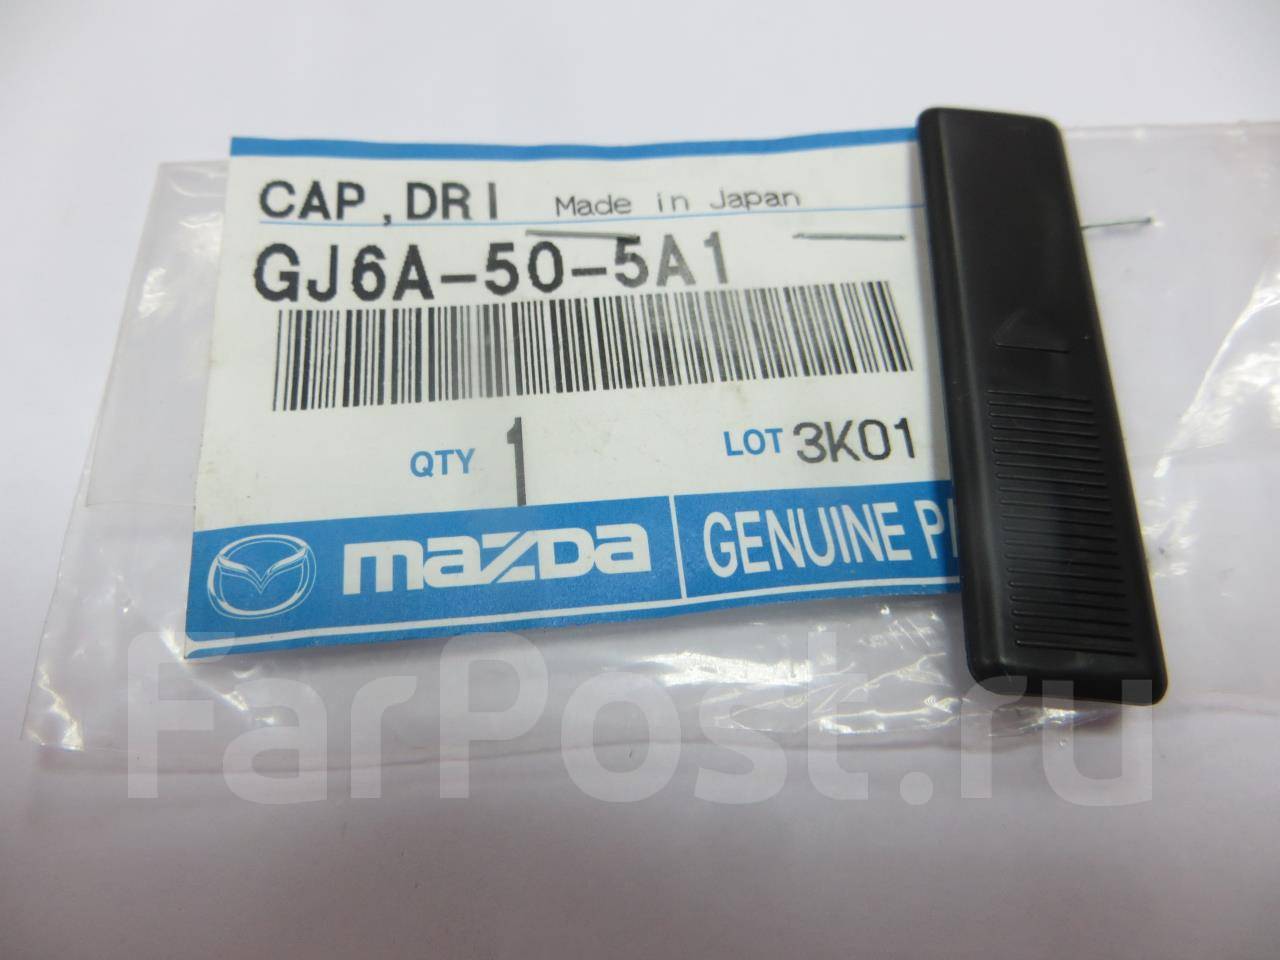 CAP,DRI Made in Japan
GJ6A-50-5A1
QTY 1 LOT 3K01
mazda GENUINE
FarPost.ru